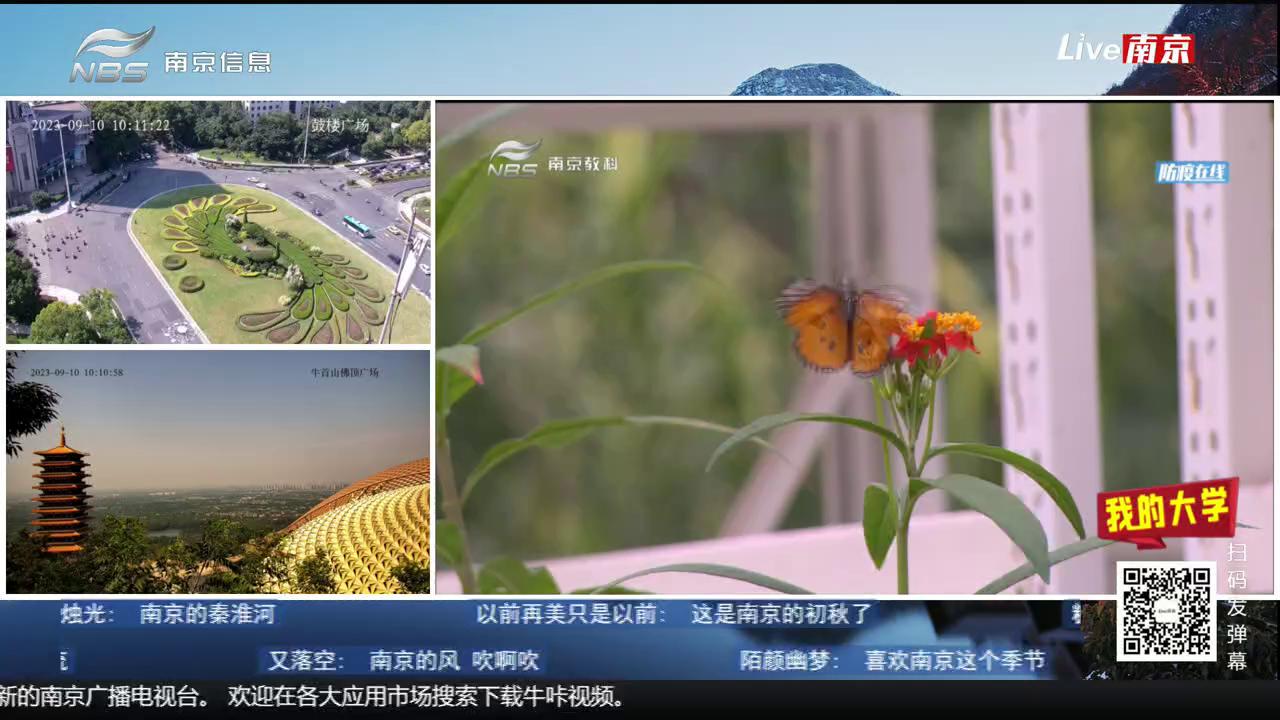 NBS 南京信息
Live南京
2023-09-10 10:11:22
鼓楼广场
NBS 南京教科
防疫在线
2023-09-10 10:10:58
牛首山佛顶广场
我的大学
扫码发弹幕
烛光： 南京的秦淮河
以前再美只是以前： 这是南京的初秋了
又落空： 南京的风 吹啊吹
陌颜幽梦： 喜欢南京这个季节
新的南京广播电视台。 欢迎在各大应用市场搜索下载牛咔视频。